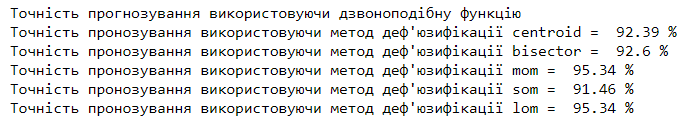 Точність прогнозування використовуючи дзвоноподібну функцію
Точність пронозування використовуючи метод деф'юзифікації centroid =  92.39 %
Точність пронозування використовуючи метод деф'юзифікації bisector =  92.6 %
Точність пронозування використовуючи метод деф'юзифікації mom =  95.34 %
Точність пронозування використовуючи метод деф'юзифікації som =  91.46 %
Точність пронозування використовуючи метод деф'юзифікації lom =  95.34 %